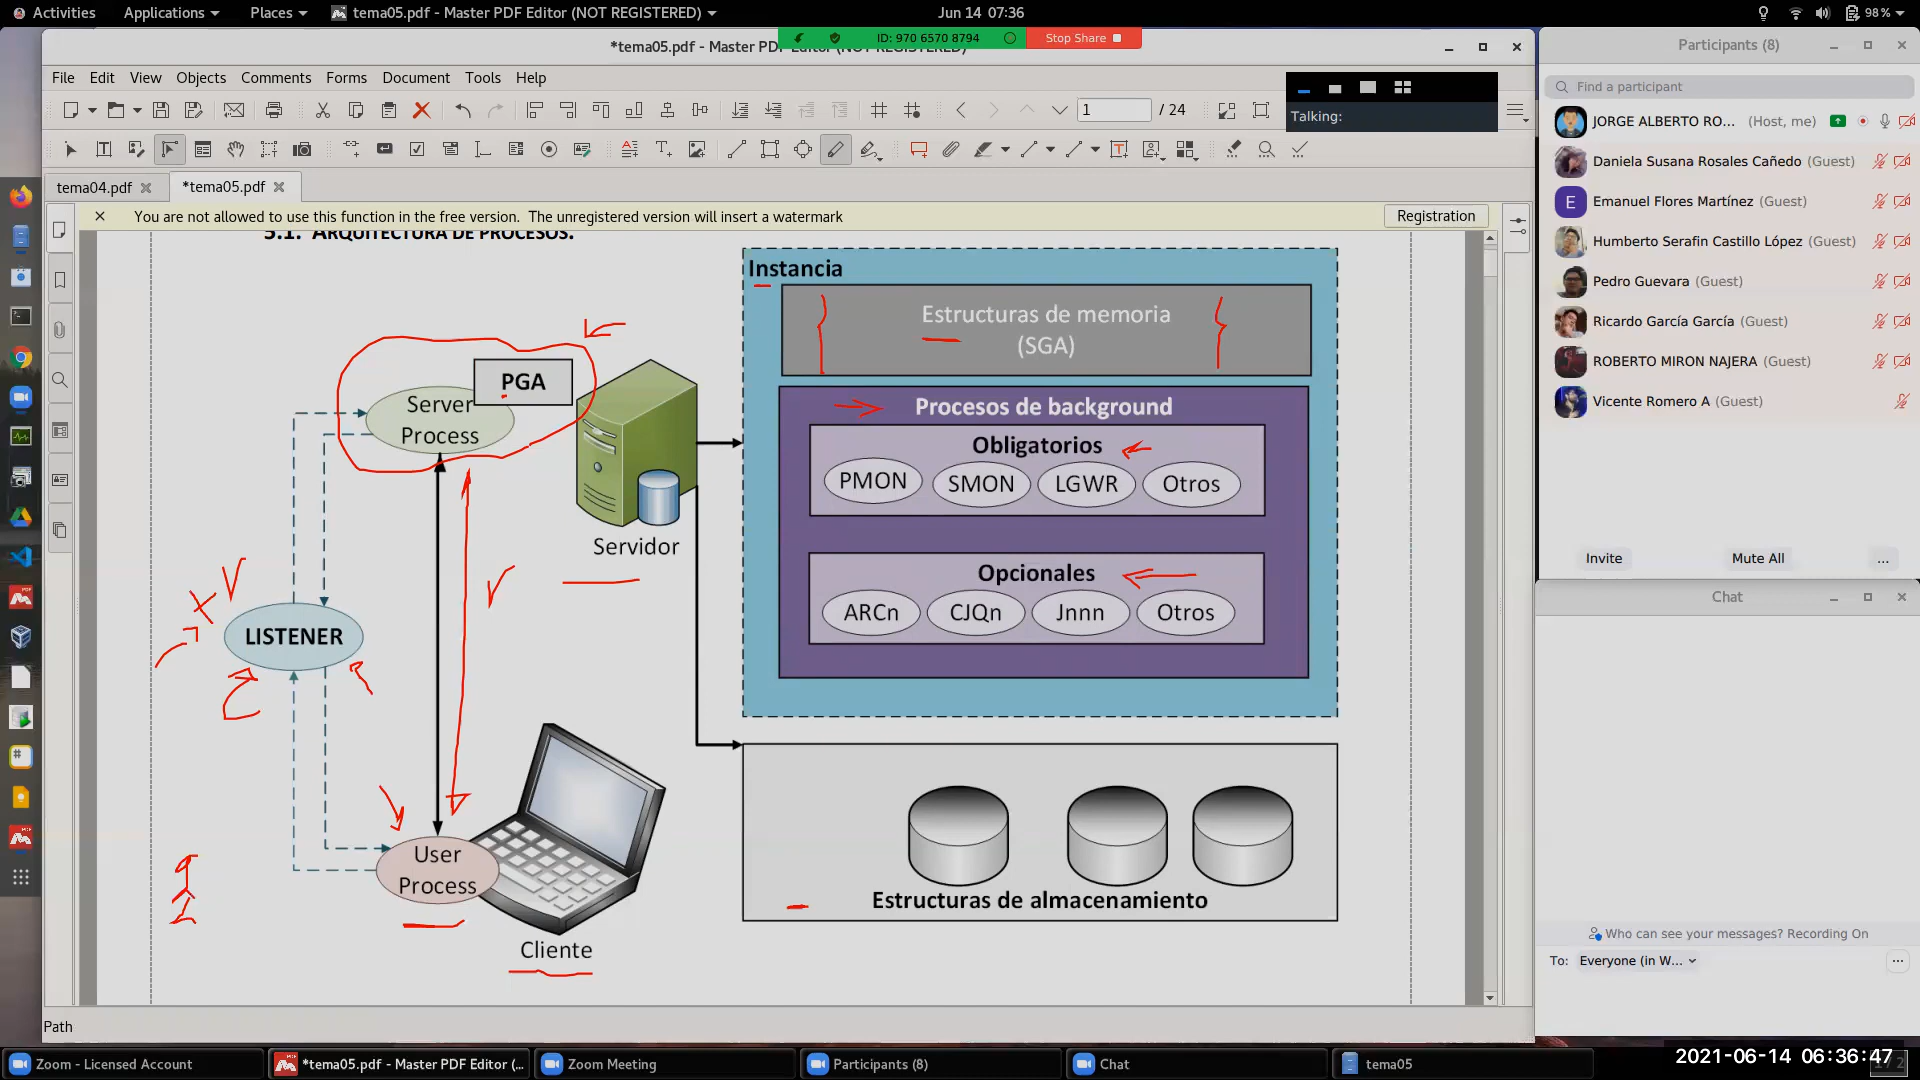 Activities
Applications
Places
tema05.pdf - Master PDF Editor (NOT REGISTERED)
Jun 14 07:36
98%
*tema05.pdf - Master PDF Editor (NOT REGISTERED)
ID: 970 6570 8794
Stop Share
File Edit View Objects Comments Forms Document Tools Help
1 / 24
Talking:
tema04.pdf
*tema05.pdf
You are not allowed to use this function in the free version. The unregistered version will insert a watermark
Registration
5.1. ARQUITECTURA DE PROCESOS.
Instancia
Estructuras de memoria
(SGA)
PGA
Server
Process
Procesos de background
Obligatorios
PMON
SMON
LGWR
Otros
Servidor
Opcionales
ARCn
CJQn
Jnnn
Otros
LISTENER
User
Process
Cliente
Estructuras de almacenamiento
Path
Participants (8)
Find a participant
JORGE ALBERTO RO... (Host, me)
Daniela Susana Rosales Cañedo (Guest)
E
Emanuel Flores Martínez (Guest)
Humberto Serafin Castillo López (Guest)
Pedro Guevara (Guest)
Ricardo García García (Guest)
ROBERTO MIRON NAJERA (Guest)
Vicente Romero A (Guest)
Invite
Mute All
...
Chat
Who can see your messages? Recording On
To: Everyone (in W...
Zoom - Licensed Account
*tema05.pdf - Master PDF Editor (...
Zoom Meeting
Participants (8)
Chat
tema05
2021-06-14 06:36:47